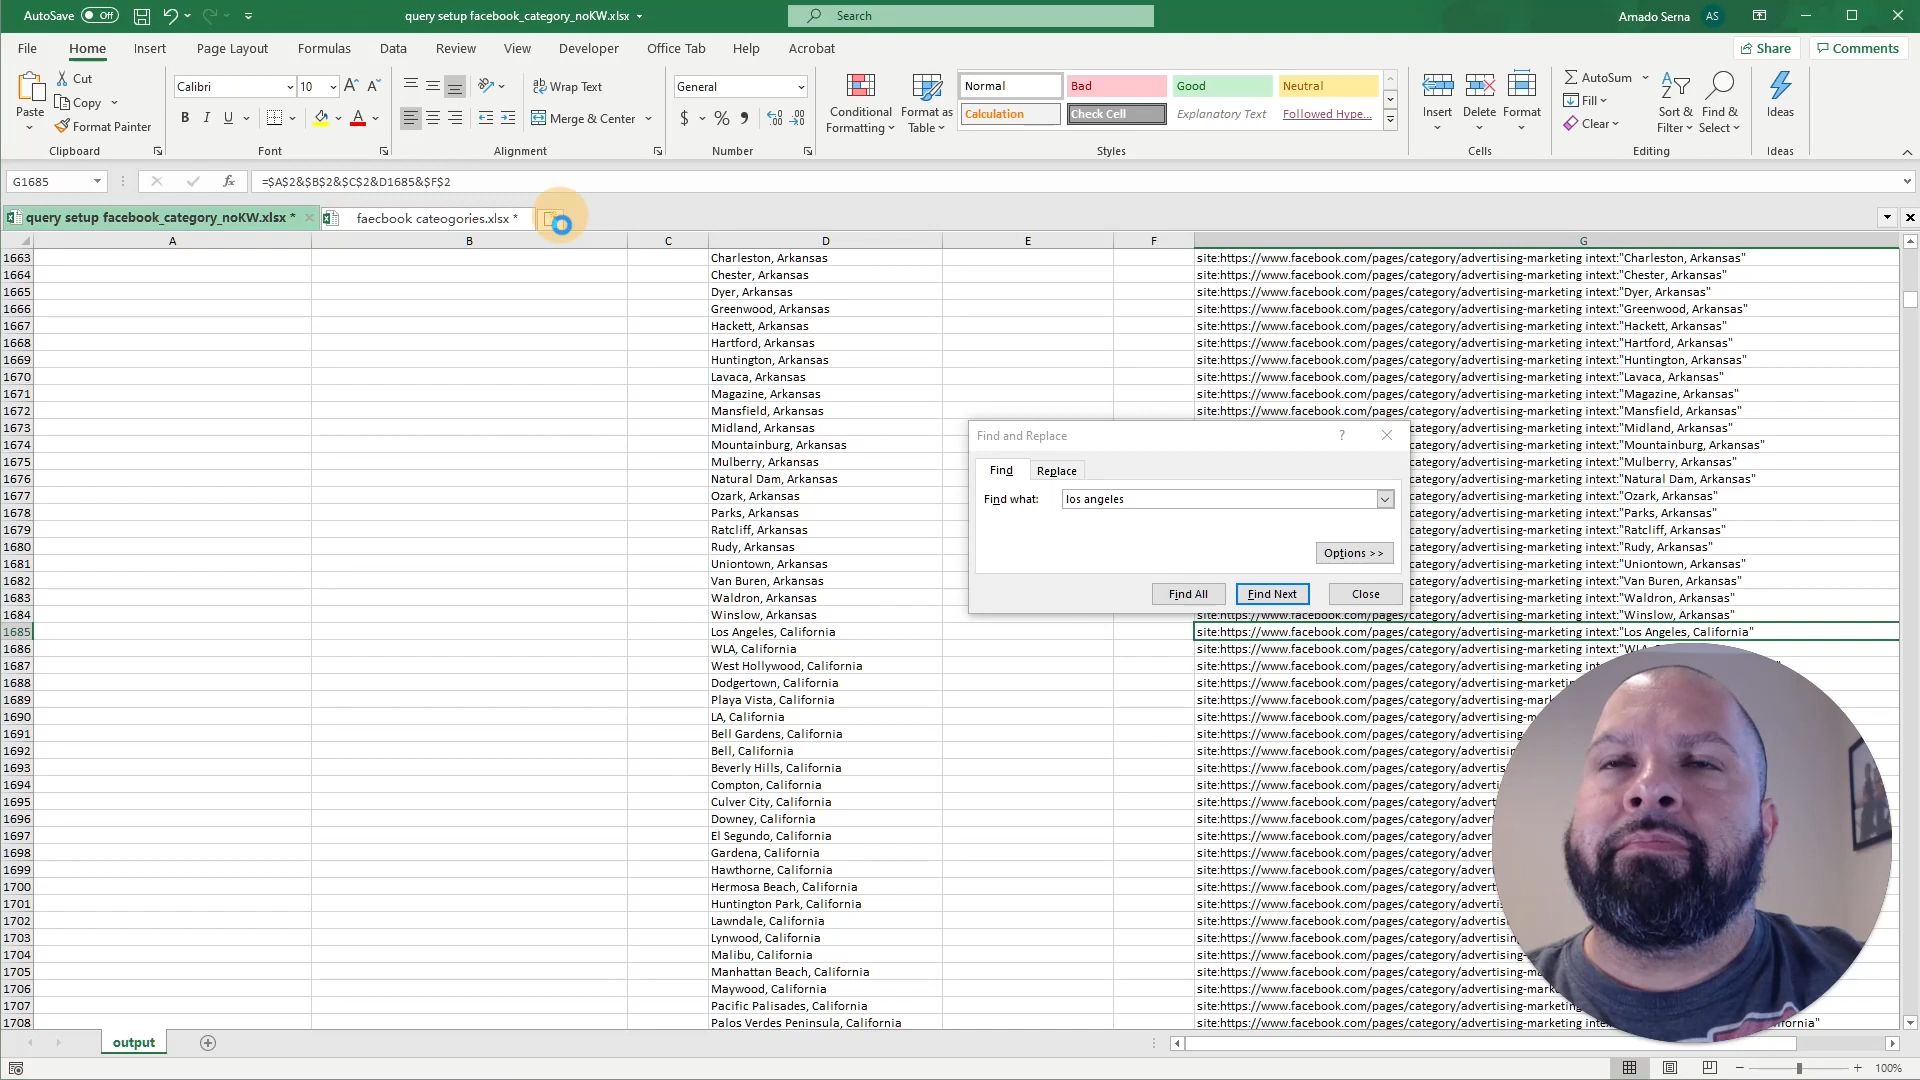 AutoSave Off query setup facebook_category_noKW.xlsx Search Amado Serna AS
File Home Insert Page Layout Formulas Data Review View Developer Office Tab Help Acrobat Share Comments
Paste Cut Copy Format Painter Clipboard
Calibri 10 B I U A Font
Wrap Text Merge & Center Alignment
General $ % Number
Conditional Formatting Format as Table
Normal Bad Good Neutral
Calculation Check Cell Explanatory Text Followed Hype...
Styles
Insert Delete Format Cells
AutoSum Fill Clear Sort & Filter Find & Select Editing
Ideas Ideas
G1685 fx =$A$2&$B$2&$C$2&D1685&$F$2
query setup facebook_category_noKW.xlsx * faecbook cateogories.xlsx *
A B C D E F G
1663 Charleston, Arkansas site:https://www.facebook.com/pages/category/advertising-marketing intext:"Charleston, Arkansas"
1664 Chester, Arkansas site:https://www.facebook.com/pages/category/advertising-marketing intext:"Chester, Arkansas"
1665 Dyer, Arkansas site:https://www.facebook.com/pages/category/advertising-marketing intext:"Dyer, Arkansas"
1666 Greenwood, Arkansas site:https://www.facebook.com/pages/category/advertising-marketing intext:"Greenwood, Arkansas"
1667 Hackett, Arkansas site:https://www.facebook.com/pages/category/advertising-marketing intext:"Hackett, Arkansas"
1668 Hartford, Arkansas site:https://www.facebook.com/pages/category/advertising-marketing intext:"Hartford, Arkansas"
1669 Huntington, Arkansas site:https://www.facebook.com/pages/category/advertising-marketing intext:"Huntington, Arkansas"
1670 Lavaca, Arkansas site:https://www.facebook.com/pages/category/advertising-marketing intext:"Lavaca, Arkansas"
1671 Magazine, Arkansas site:https://www.facebook.com/pages/category/advertising-marketing intext:"Magazine, Arkansas"
1672 Mansfield, Arkansas site:https://www.facebook.com/pages/category/advertising-marketing intext:"Mansfield, Arkansas"
1673 Midland, Arkansas category/advertising-marketing intext:"Midland, Arkansas"
1674 Mountainburg, Arkansas category/advertising-marketing intext:"Mountainburg, Arkansas"
1675 Mulberry, Arkansas category/advertising-marketing intext:"Mulberry, Arkansas"
1676 Natural Dam, Arkansas category/advertising-marketing intext:"Natural Dam, Arkansas"
1677 Ozark, Arkansas category/advertising-marketing intext:"Ozark, Arkansas"
1678 Parks, Arkansas category/advertising-marketing intext:"Parks, Arkansas"
1679 Ratcliff, Arkansas category/advertising-marketing intext:"Ratcliff, Arkansas"
1680 Rudy, Arkansas category/advertising-marketing intext:"Rudy, Arkansas"
1681 Uniontown, Arkansas category/advertising-marketing intext:"Uniontown, Arkansas"
1682 Van Buren, Arkansas category/advertising-marketing intext:"Van Buren, Arkansas"
1683 Waldron, Arkansas category/advertising-marketing intext:"Waldron, Arkansas"
1684 Winslow, Arkansas site:https://www.facebook.com/pages/category/advertising-marketing intext:"Winslow, Arkansas"
1685 Los Angeles, California site:https://www.facebook.com/pages/category/advertising-marketing intext:"Los Angeles, California"
1686 WLA, California site:https://www.facebook.com/pages/category/advertising-marketing
1687 West Hollywood, California site:https://www.facebook.com/pages/category/advertising-marketing
1688 Dodgertown, California site:https://www.facebook.com/pages/category/advertising-marketin
1689 Playa Vista, California site:https://www.facebook.com/pages/category/advertising-mark
1690 LA, California site:https://www.facebook.com/pages/category/advertising-m
1691 Bell Gardens, California site:https://www.facebook.com/pages/category/advertising
1692 Bell, California site:https://www.facebook.com/pages/category/advertisin
1693 Beverly Hills, California site:https://www.facebook.com/pages/category/advertis
1694 Compton, California site:https://www.facebook.com/pages/category/advert
1695 Culver City, California site:https://www.facebook.com/pages/category/adver
1696 Downey, California site:https://www.facebook.com/pages/category/adver
1697 El Segundo, California site:https://www.facebook.com/pages/category/adver
1698 Gardena, California site:https://www.facebook.com/pages/category/adver
1699 Hawthorne, California site:https://www.facebook.com/pages/category/adver
1700 Hermosa Beach, California site:https://www.facebook.com/pages/category/advert
1701 Huntington Park, California site:https://www.facebook.com/pages/category/advertis
1702 Lawndale, California site:https://www.facebook.com/pages/category/advertisin
1703 Lynwood, California site:https://www.facebook.com/pages/category/advertising
1704 Malibu, California site:https://www.facebook.com/pages/category/advertising-
1705 Manhattan Beach, California site:https://www.facebook.com/pages/category/advertising-m
1706 Maywood, California site:https://www.facebook.com/pages/category/advertising-ma
1707 Pacific Palisades, California site:https://www.facebook.com/pages/category/advertising-marketing
1708 Palos Verdes Peninsula, California site:https://www.facebook.com/pages/category/advertising-marketing
Find and Replace ?
Find Replace
Find what: los angeles
Options >>
Find All Find Next Close
output
100%